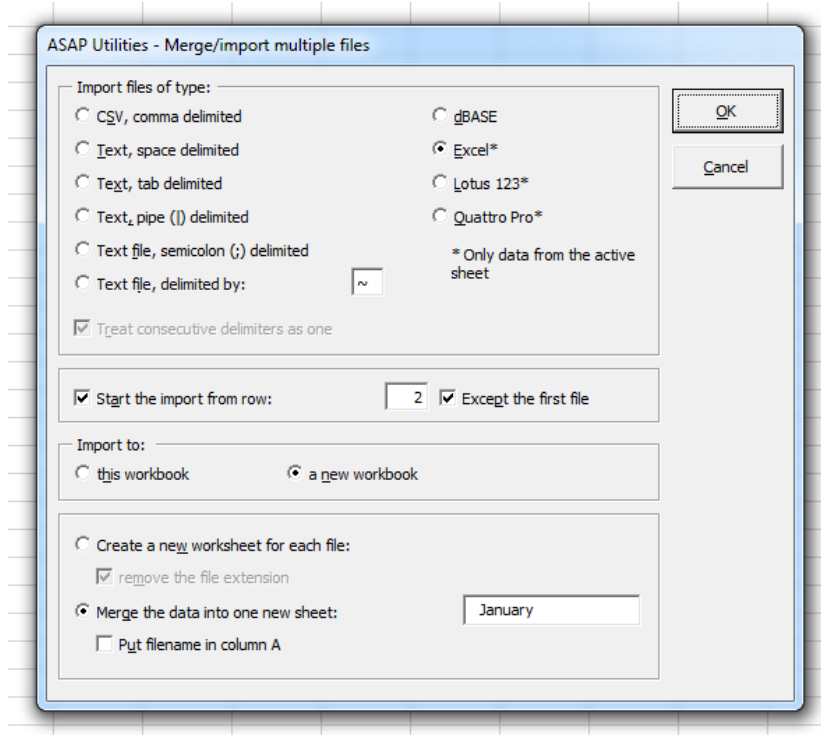 ASAP Utilities - Merge/import multiple files
Import files of type:
CSV, comma delimited
Text, space delimited
Text, tab delimited
Text, pipe (|) delimited
Text file, semicolon (;) delimited
Text file, delimited by: ~
Treat consecutive delimiters as one
dBASE
Excel*
Lotus 123*
Quattro Pro*
* Only data from the active
sheet
OK
Cancel
Start the import from row: 2 Except the first file
Import to:
this workbook a new workbook
Create a new worksheet for each file:
remove the file extension
Merge the data into one new sheet: January
Put filename in column A